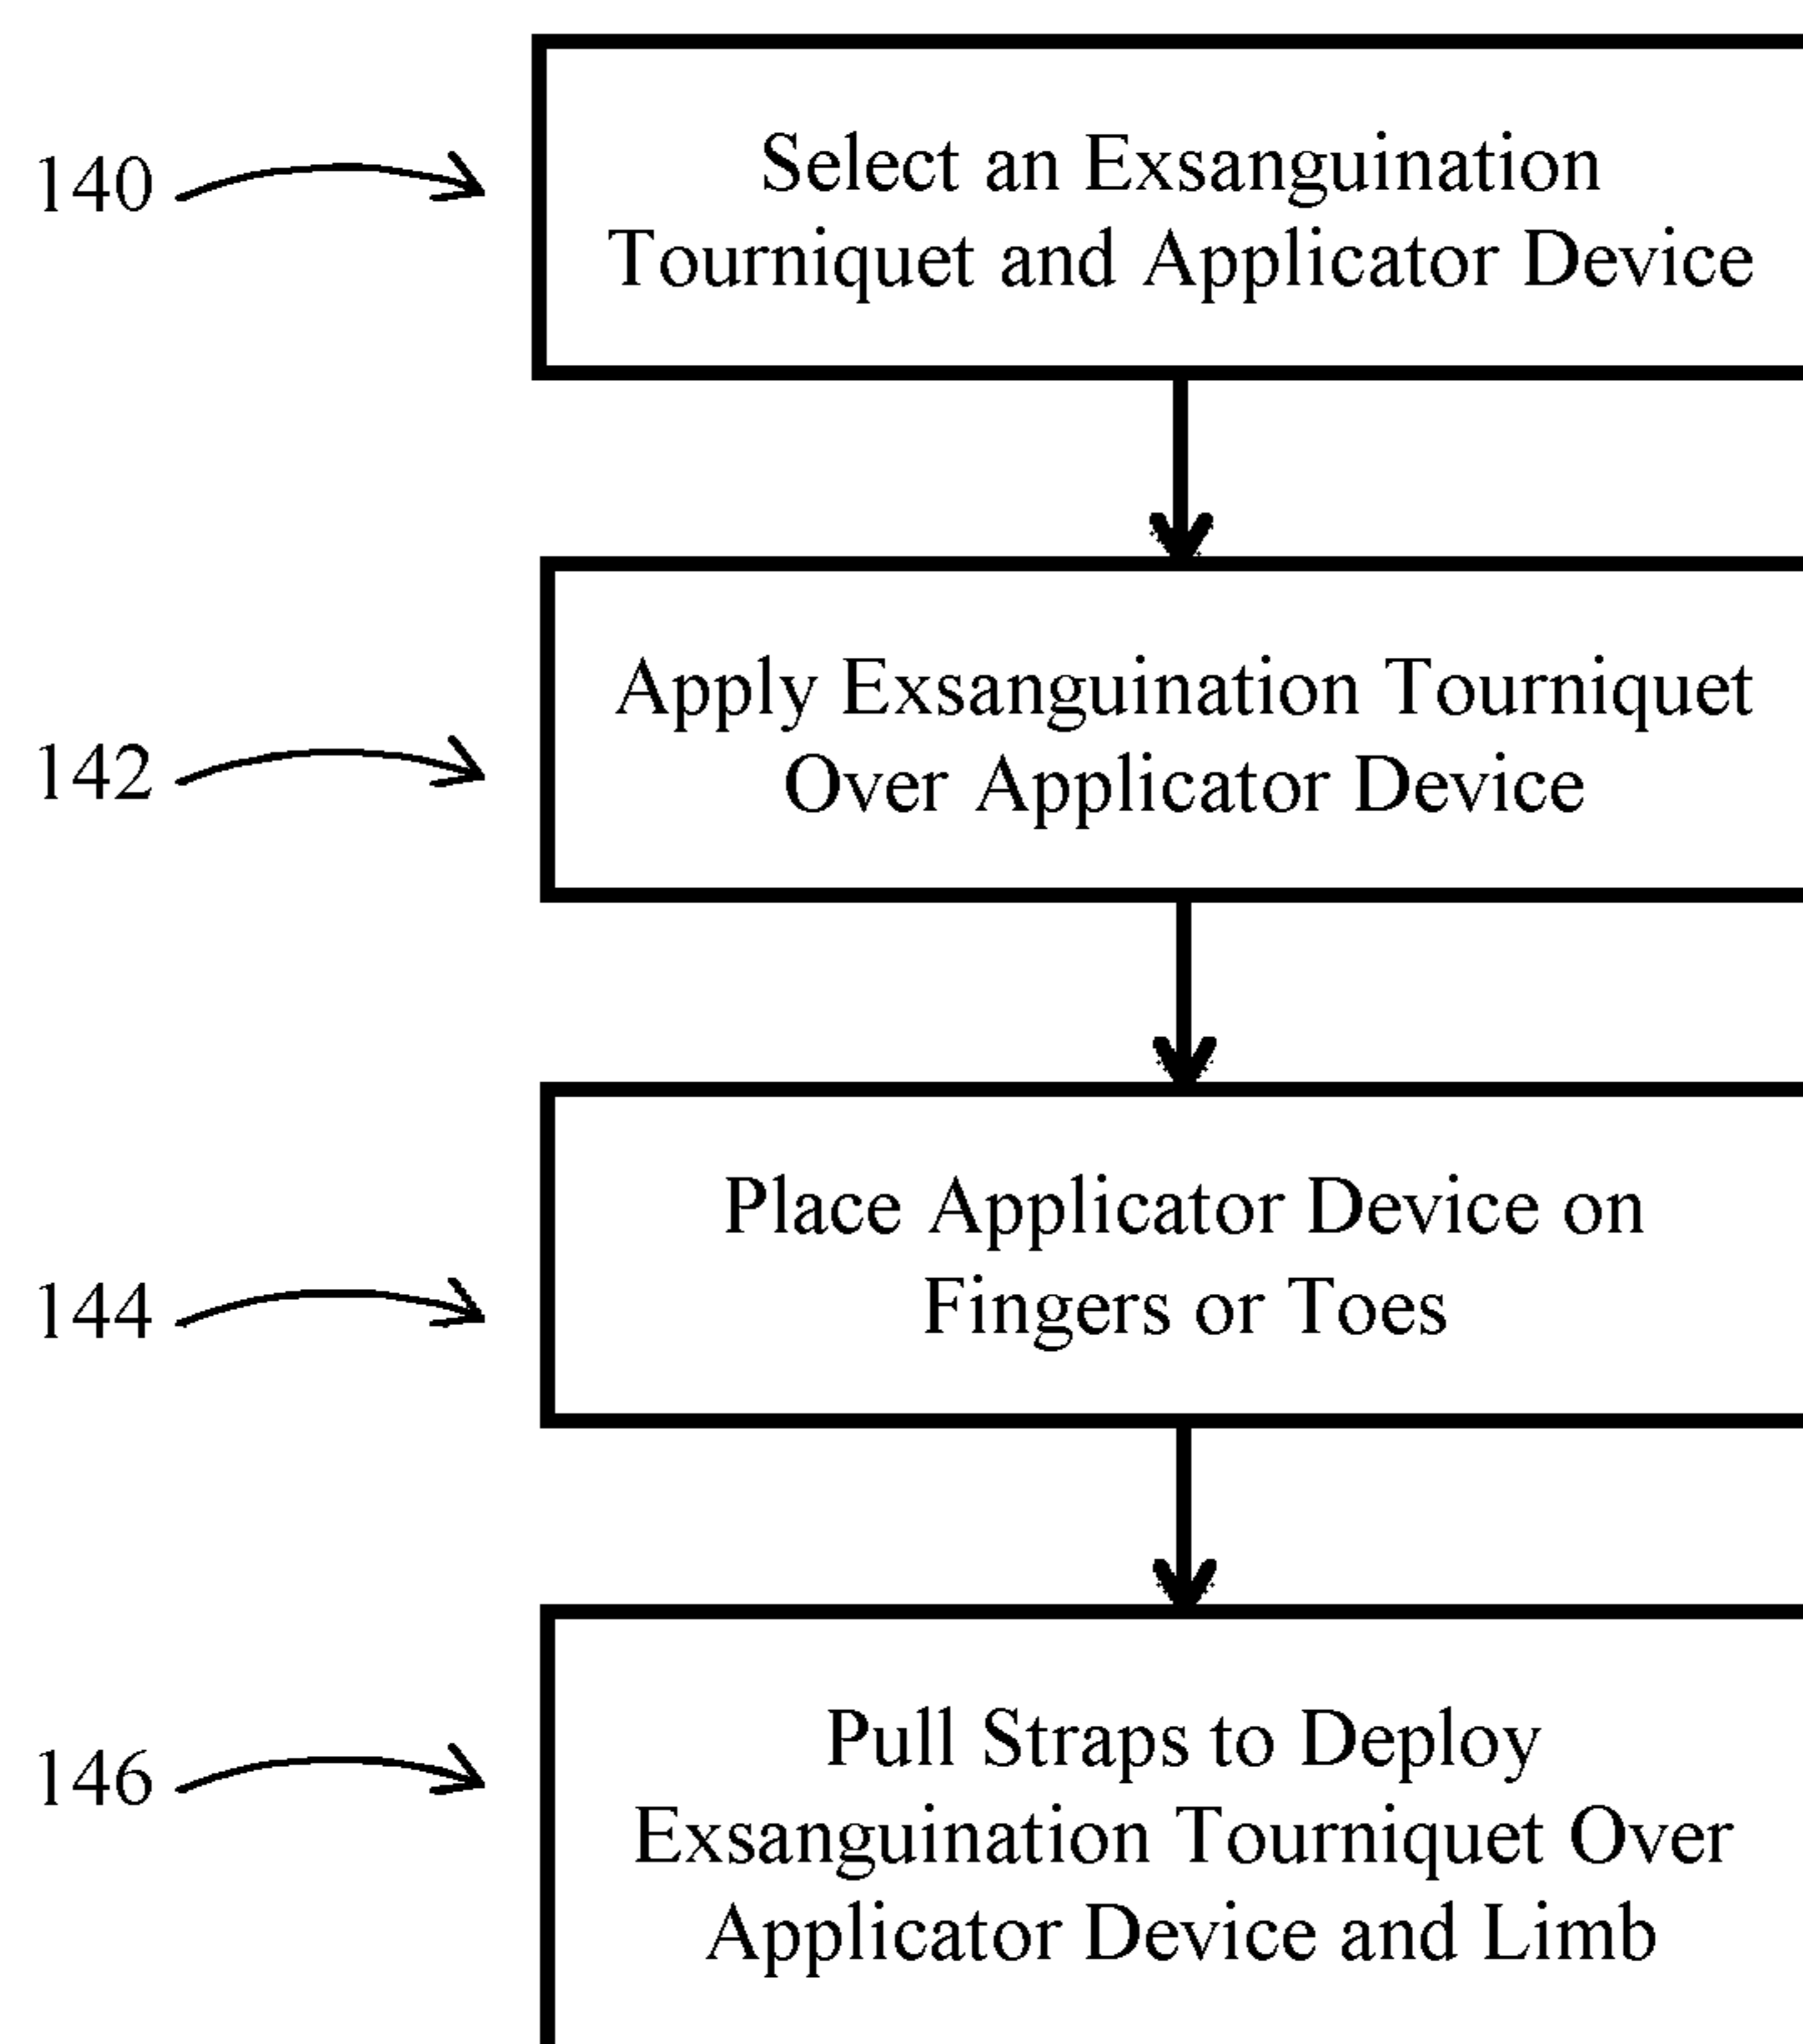 140
Select an Exsanguination
Tourniquet and Applicator Device
142
Apply Exsanguination Tourniquet
Over Applicator Device
144
Place Applicator Device on
Fingers or Toes
146
Pull Straps to Deploy
Exsanguination Tourniquet Over
Applicator Device and Limb